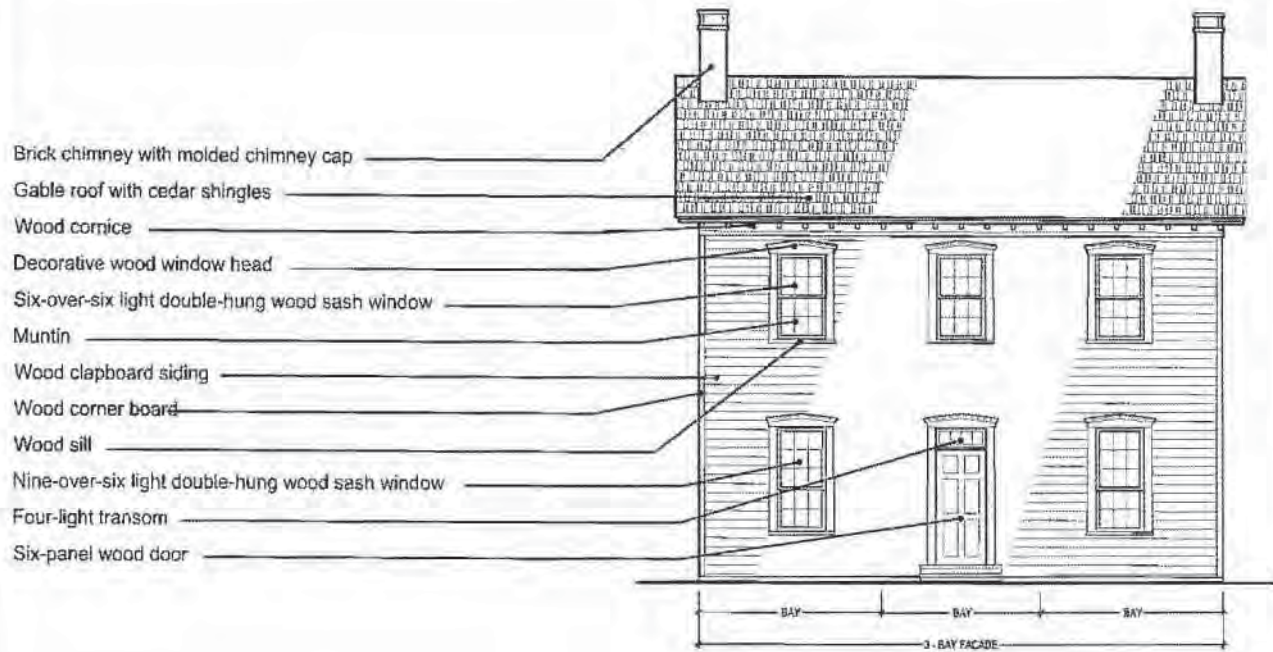 Brick chimney with molded chimney cap
Gable roof with cedar shingles
Wood cornice
Decorative wood window head
Six-over-six light double-hung wood sash window
Muntin
Wood clapboard siding
Wood corner board
Wood sill
Nine-over-six light double-hung wood sash window
Four-light transom
Six-panel wood door
BAY BAY BAY
3 - BAY FACADE